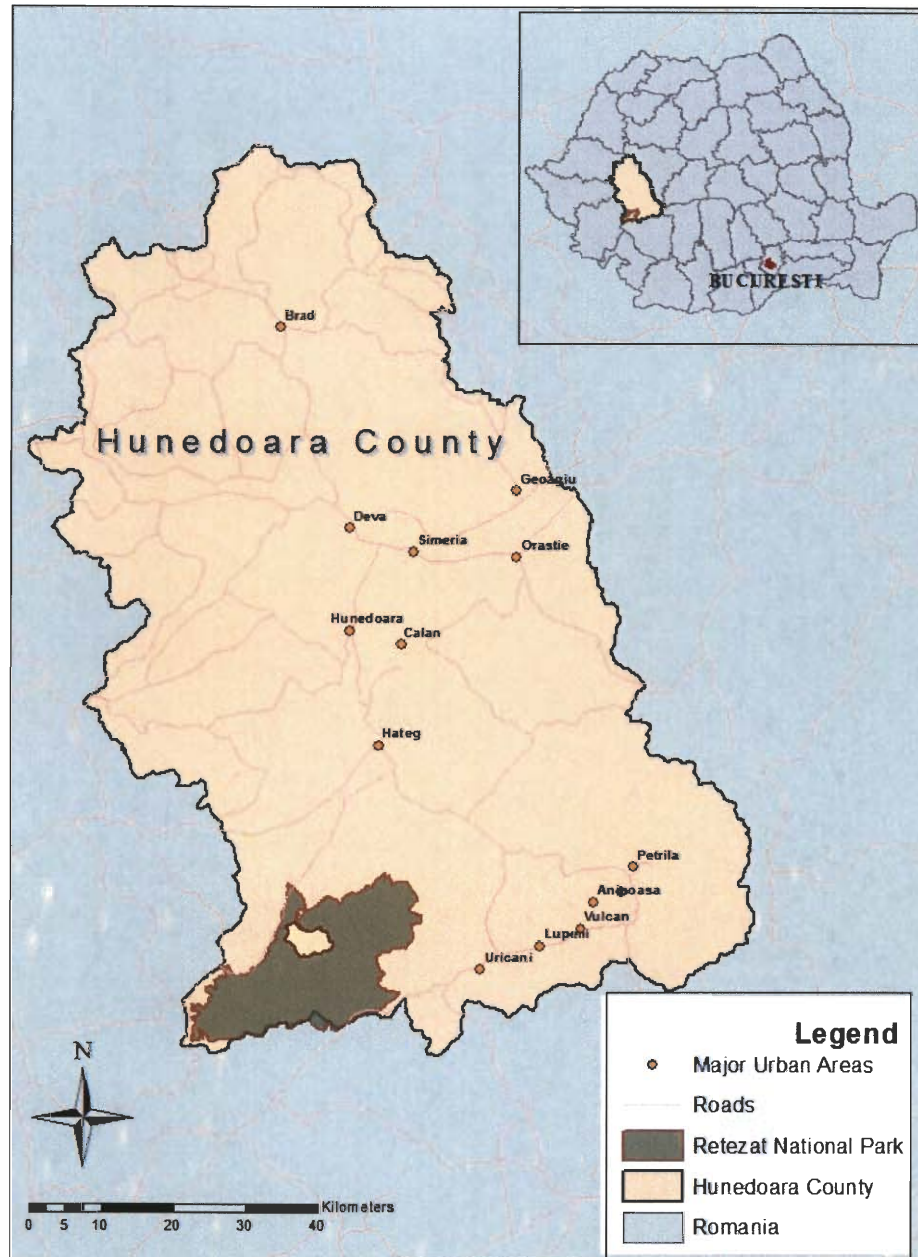 BUCURESTI
Brad
Hunedoara County
Geoagiu
Deva
Simeria
Orastie
Hunedoara
Calan
Hateg
Petrila
Aninoasa
Vulcan
Lupeni
Uricani
N
Kilometers
0 5 10 20 30 40
Legend
Major Urban Areas
Roads
Retezat National Park
Hunedoara County
Romania